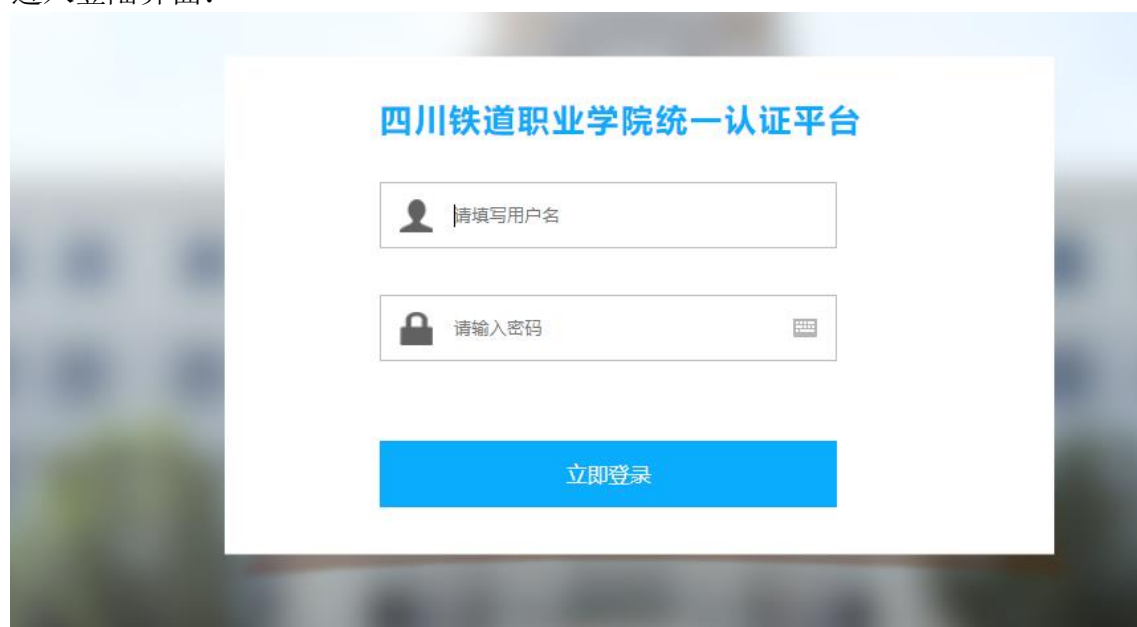 四川铁道职业学院统一认证平台
请填写用户名
请输入密码
立即登录